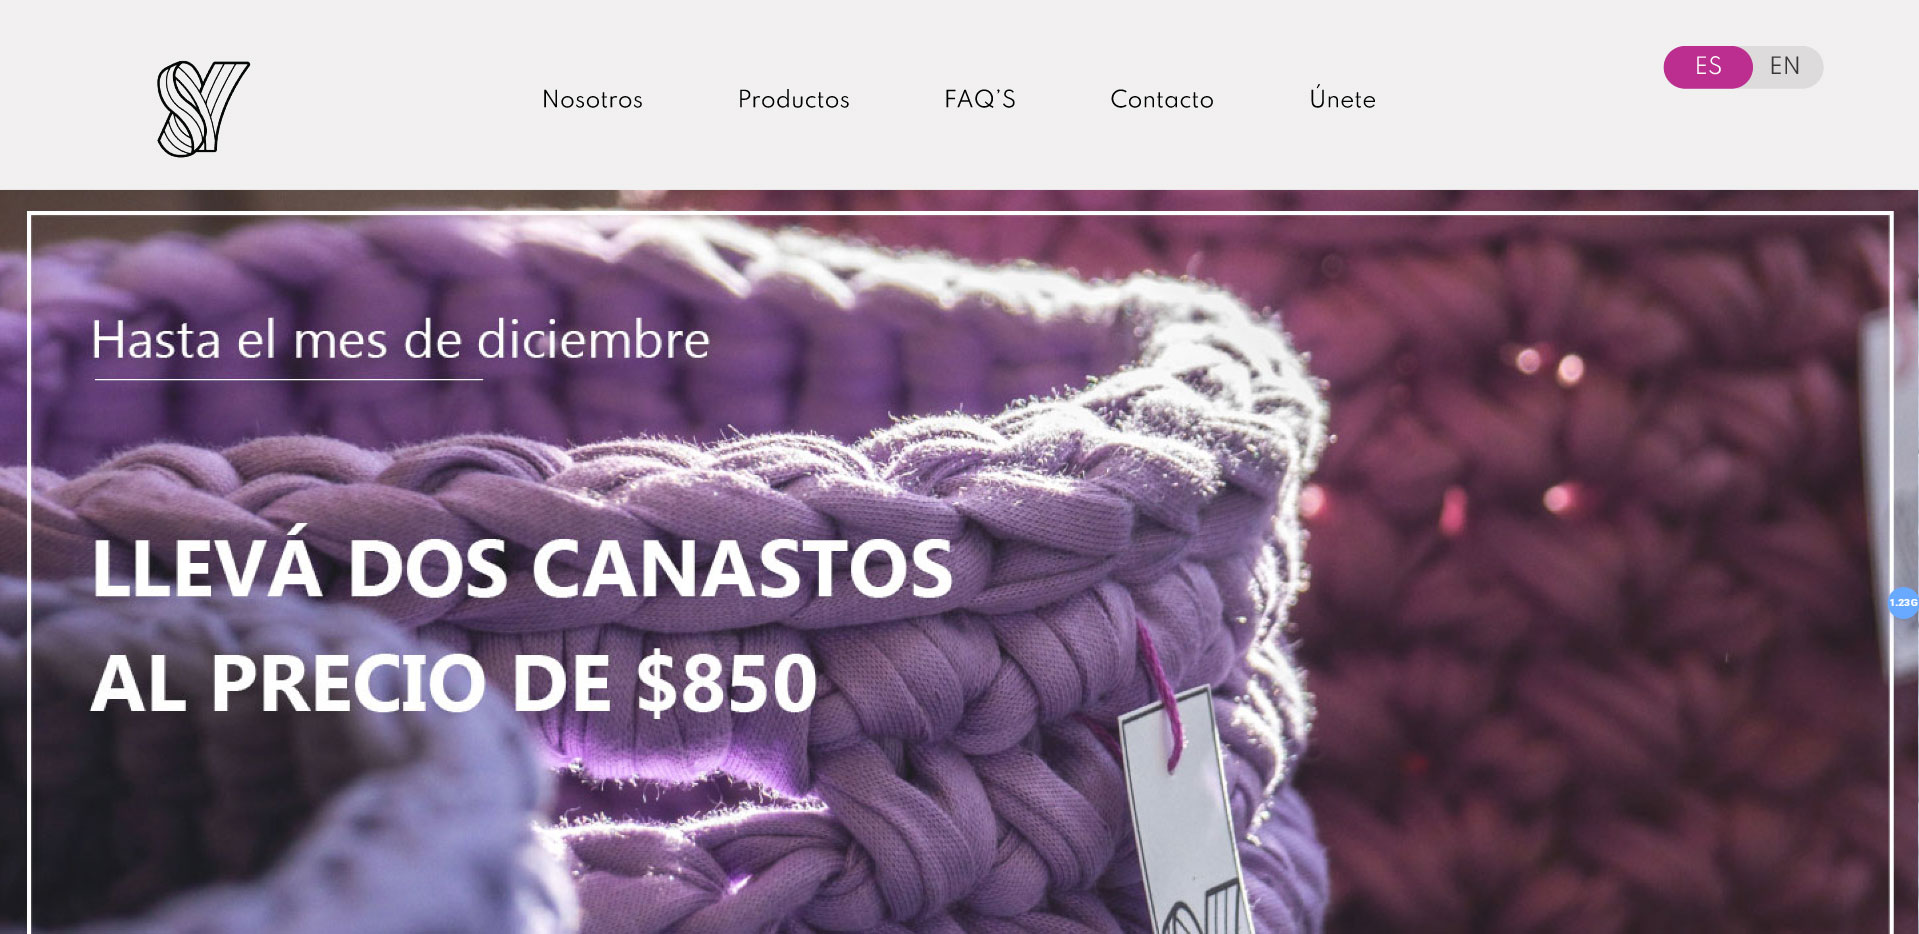 SY
Nosotros Productos FAQ'S Contacto Únete
ES EN
Hasta el mes de diciembre
LLEVÁ DOS CANASTOS
AL PRECIO DE $850
1.23G